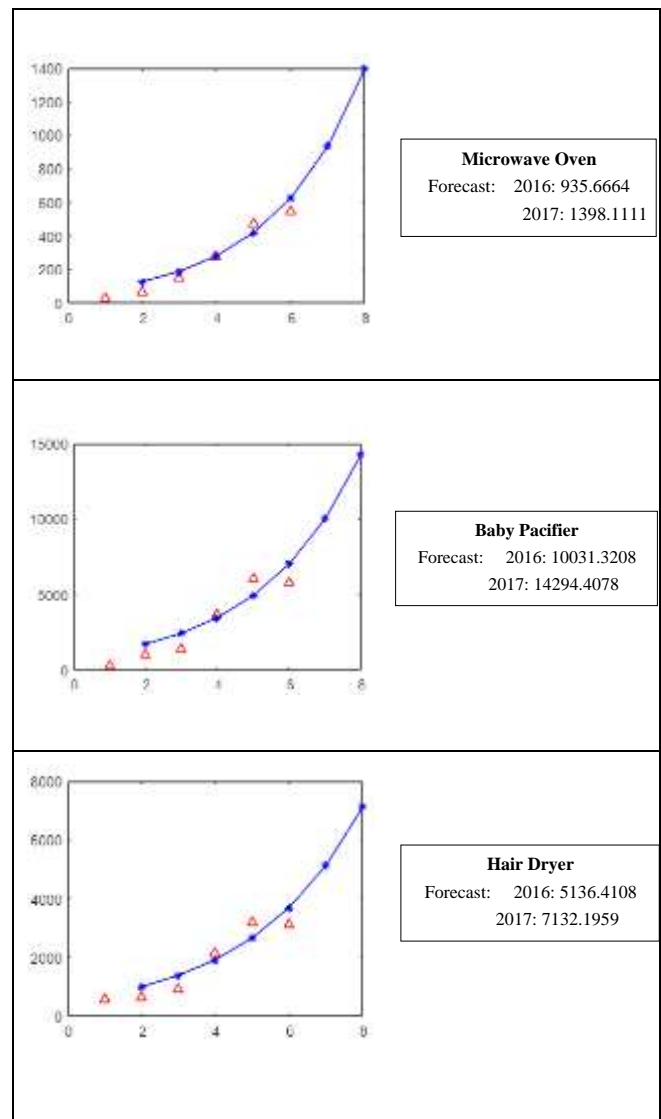 1400
1200
1000
800
600
400
200
0
0 2 4 6 8
Microwave Oven
Forecast: 2016: 935.6664
2017: 1398.1111
15000
10000
5000
0
0 2 4 6 8
Baby Pacifier
Forecast: 2016: 10031.3208
2017: 14294.4078
8000
6000
4000
2000
0
0 2 4 6 8
Hair Dryer
Forecast: 2016: 5136.4108
2017: 7132.1959